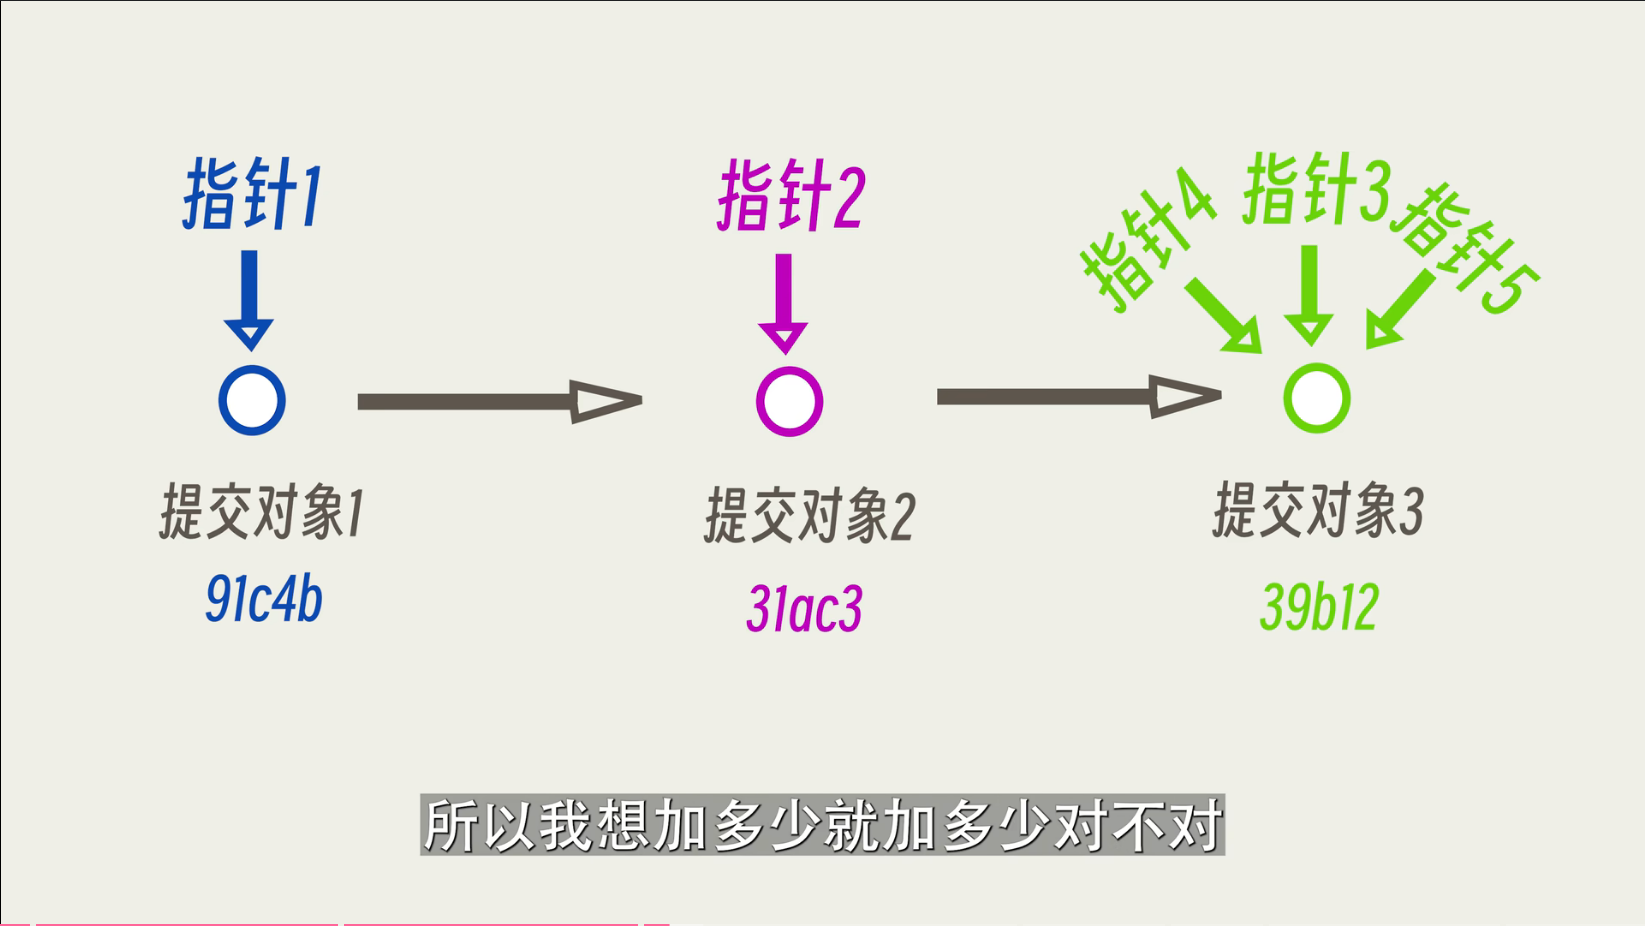 指针1
指针2
指针4
指针3
指针5
提交对象1
提交对象2
提交对象3
91c4b
31ac3
39b12
所以我想加多少就加多少对不对